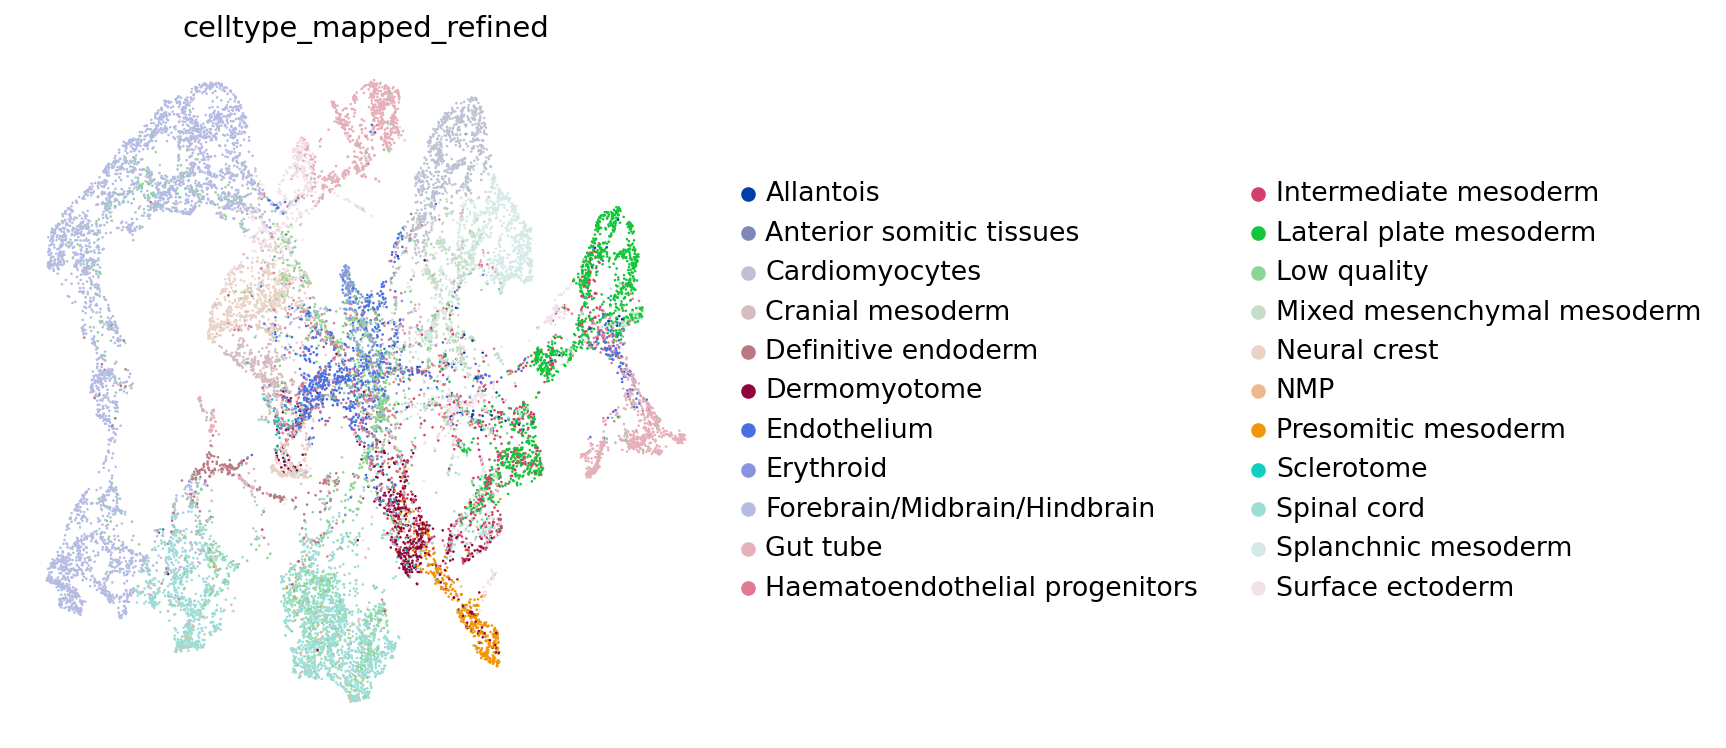 celltype_mapped_refined
Allantois
Anterior somitic tissues
Cardiomyocytes
Cranial mesoderm
Definitive endoderm
Dermomyotome
Endothelium
Erythroid
Forebrain/Midbrain/Hindbrain
Gut tube
Haematoendothelial progenitors
Intermediate mesoderm
Lateral plate mesoderm
Low quality
Mixed mesenchymal mesoderm
Neural crest
NMP
Presomitic mesoderm
Sclerotome
Spinal cord
Splanchnic mesoderm
Surface ectoderm